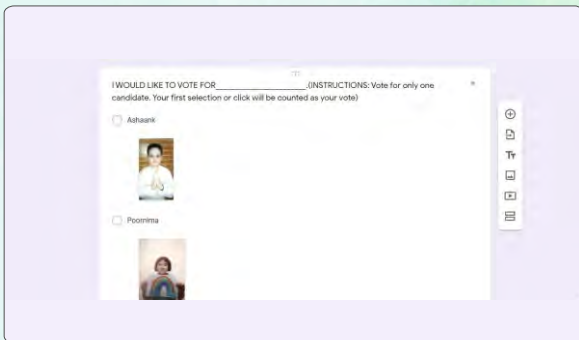 I WOULD LIKE TO VOTE FOR____________________.(INSTRUCTIONS: Vote for only one
candidate. Your first selection or click will be counted as your vote)
Ashaank
Poornima
Tт